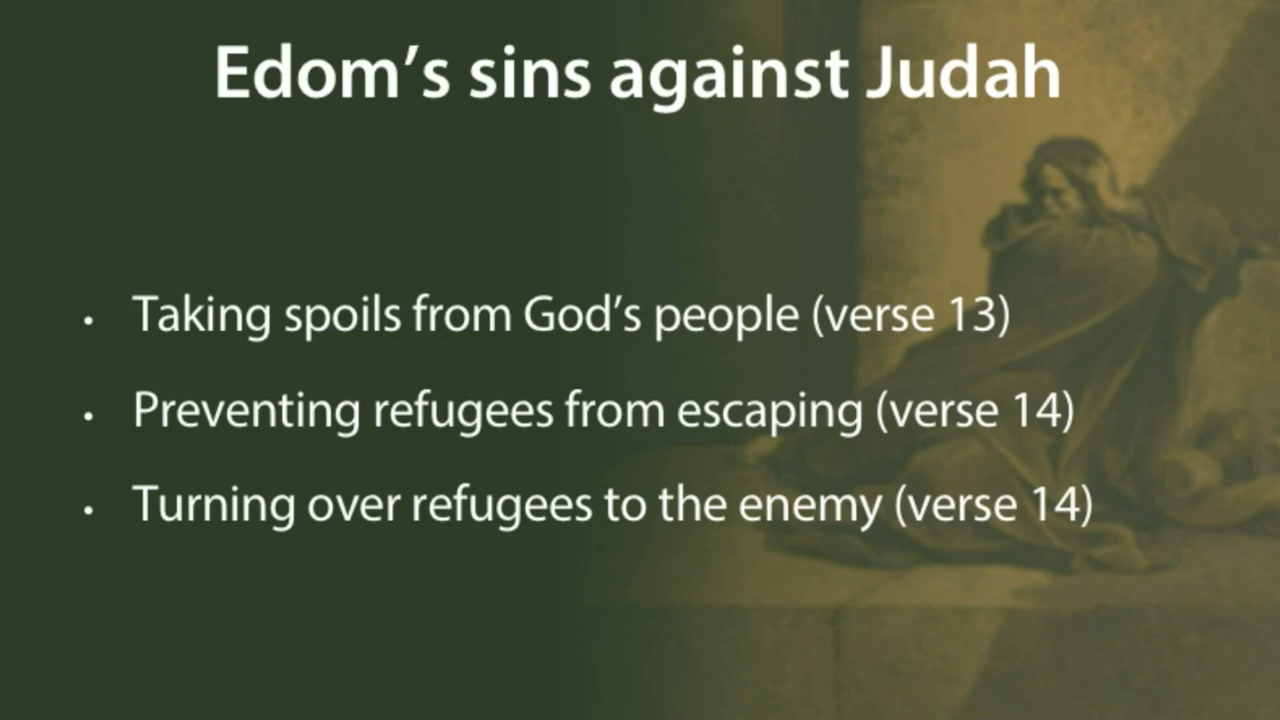 Edom’s sins against Judah
• Taking spoils from God’s people (verse 13)
• Preventing refugees from escaping (verse 14)
• Turning over refugees to the enemy (verse 14)